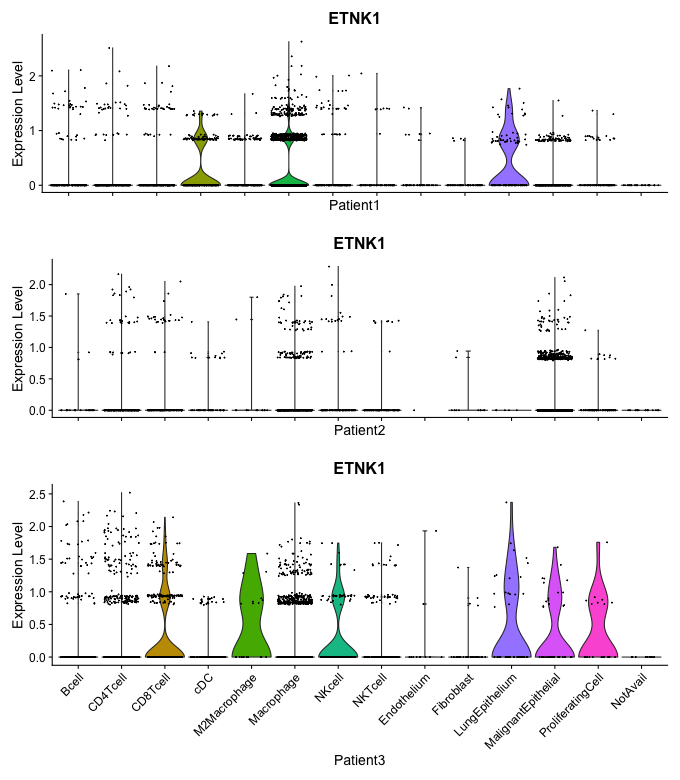 ETNK1
Expression Level
2
1
0
Patient1
ETNK1
Expression Level
2.0
1.5
1.0
0.5
0.0
Patient2
ETNK1
Expression Level
2.5
2.0
1.5
1.0
0.5
0.0
Bcell
CD4Tcell
CD8Tcell
cDC
M2Macrophage
Macrophage
NKcell
NKTcell
Endothelium
Fibroblast
LungEpithelium
MalignantEpithelial
ProliferatingCell
NotAvail
Patient3